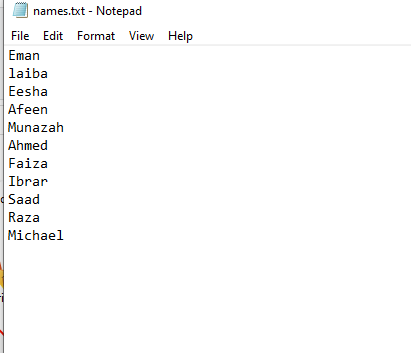 names.txt - Notepad
File Edit Format View Help
Eman
laiba
Eesha
Afeen
Munazah
Ahmed
Faiza
Ibrar
Saad
Raza
Michael